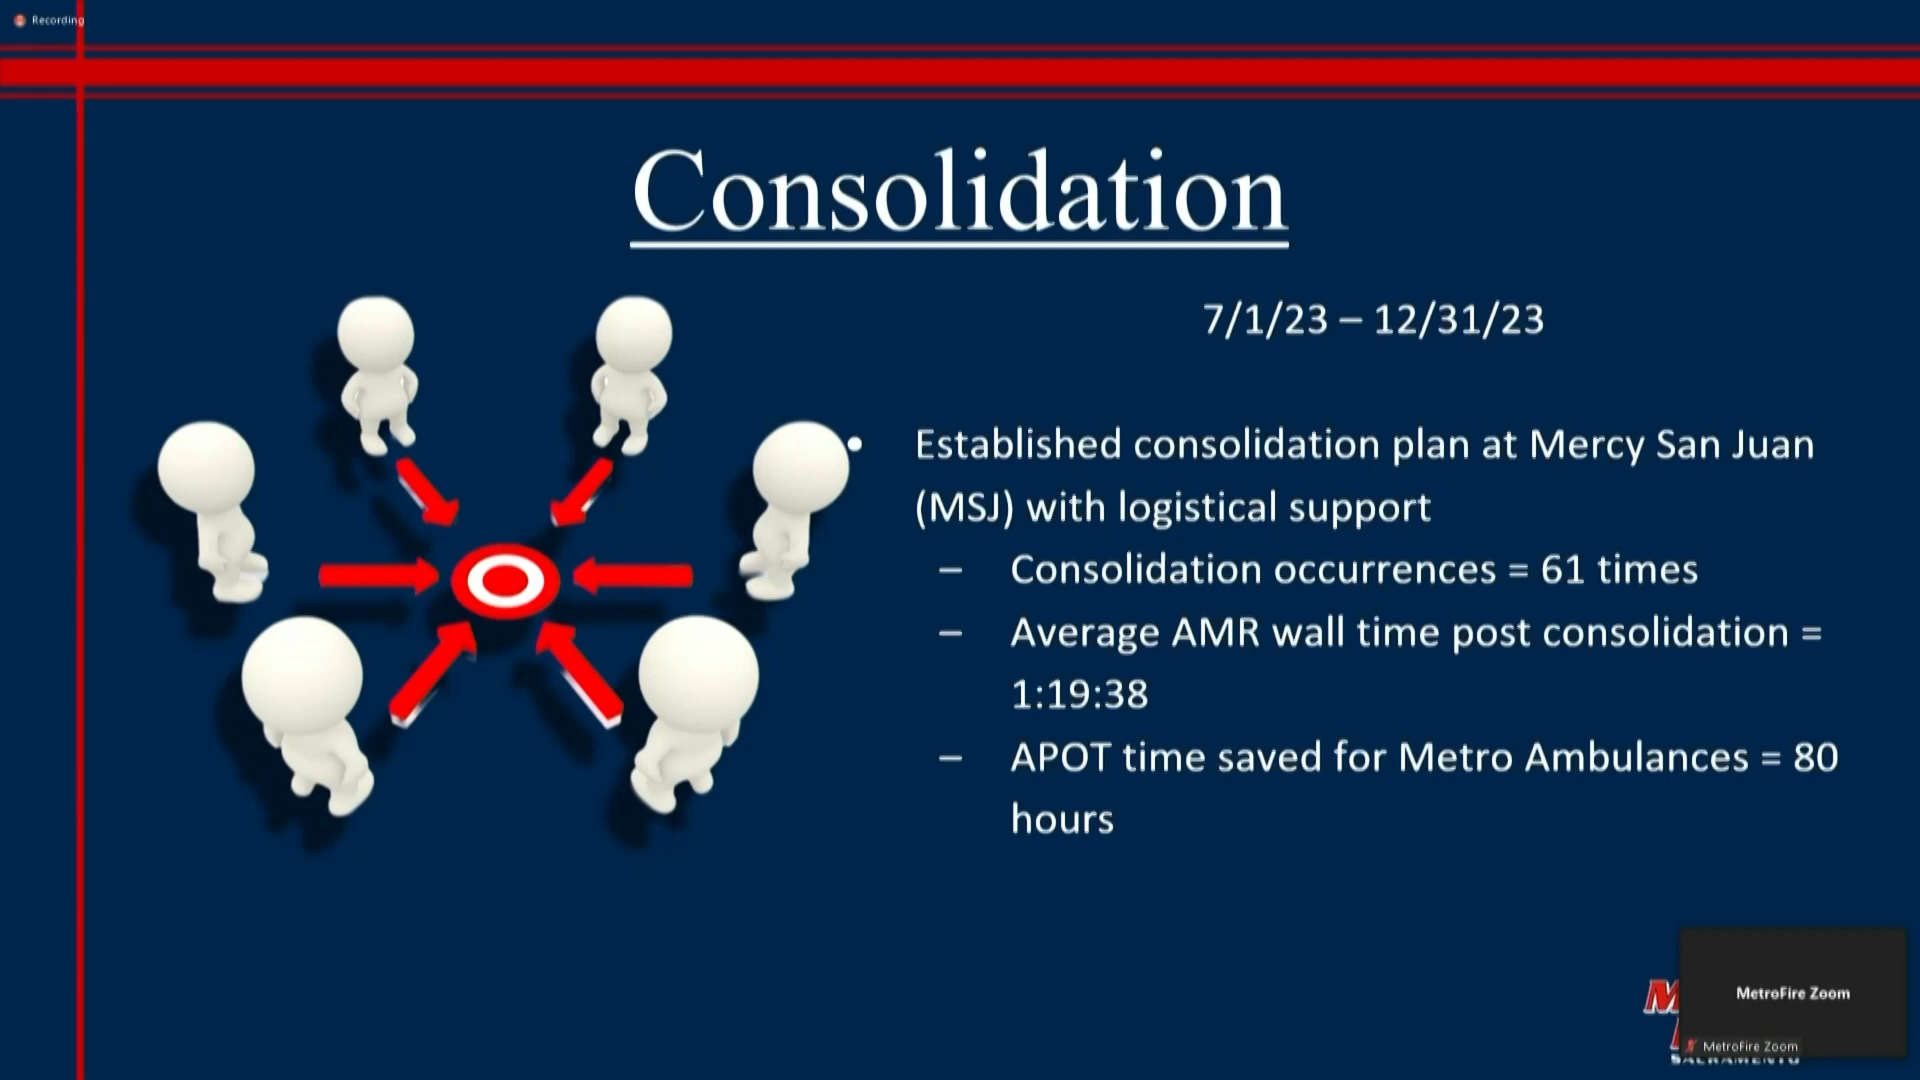 Recording
Consolidation
7/1/23 – 12/31/23
• Established consolidation plan at Mercy San Juan
(MSJ) with logistical support
– Consolidation occurrences = 61 times
– Average AMR wall time post consolidation =
1:19:38
– APOT time saved for Metro Ambulances = 80
hours
MetroFire Zoom
MetroFire Zoom